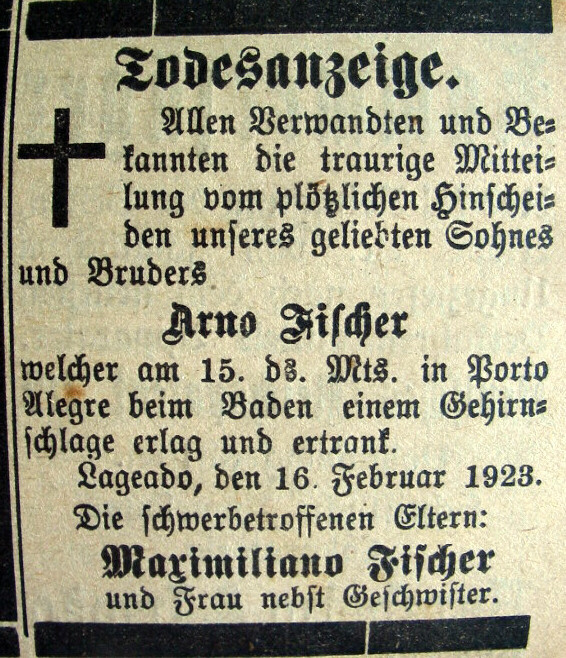 Todesanzeige.
Allen Verwandten und Be-
kannten die traurige Mittei-
lung vom plötzlichen Hinschei-
den unseres geliebten Sohnes
und Bruders
Arno Fischer
welcher am 15. ds. Mts. in Porto
Alegre beim Baden einem Gehirn-
schlage erlag und ertrank.
Lageado, den 16. Februar 1923.
Die schwerbetroffenen Eltern:
Maximiliano Fischer
und Frau nebst Geschwister.